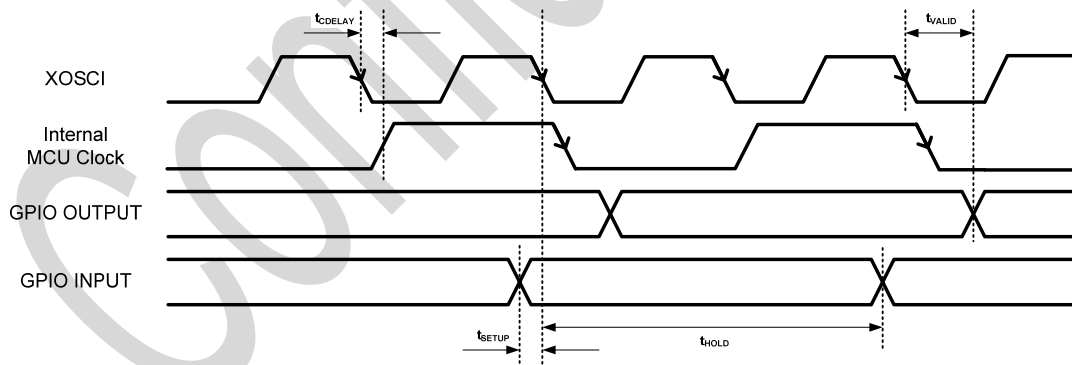 tCDELAY
tVALID
XOSCI
Internal
MCU Clock
GPIO OUTPUT
GPIO INPUT
tSETUP
tHOLD